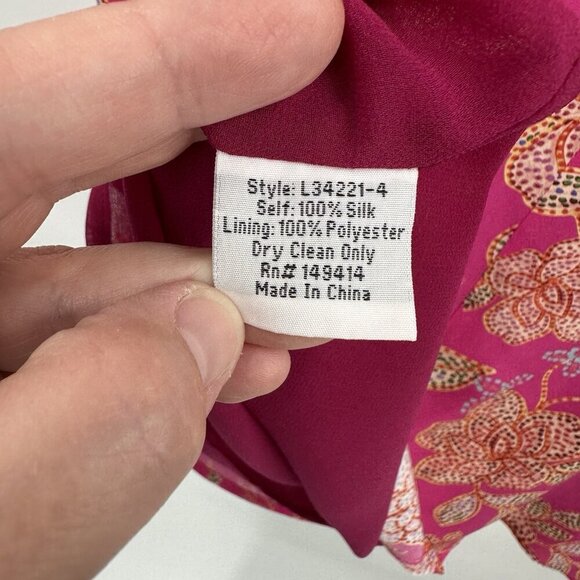 Style: L34221-4
Self: 100% Silk
Lining: 100% Polyester
Dry Clean Only
Rn# 149414
Made In China